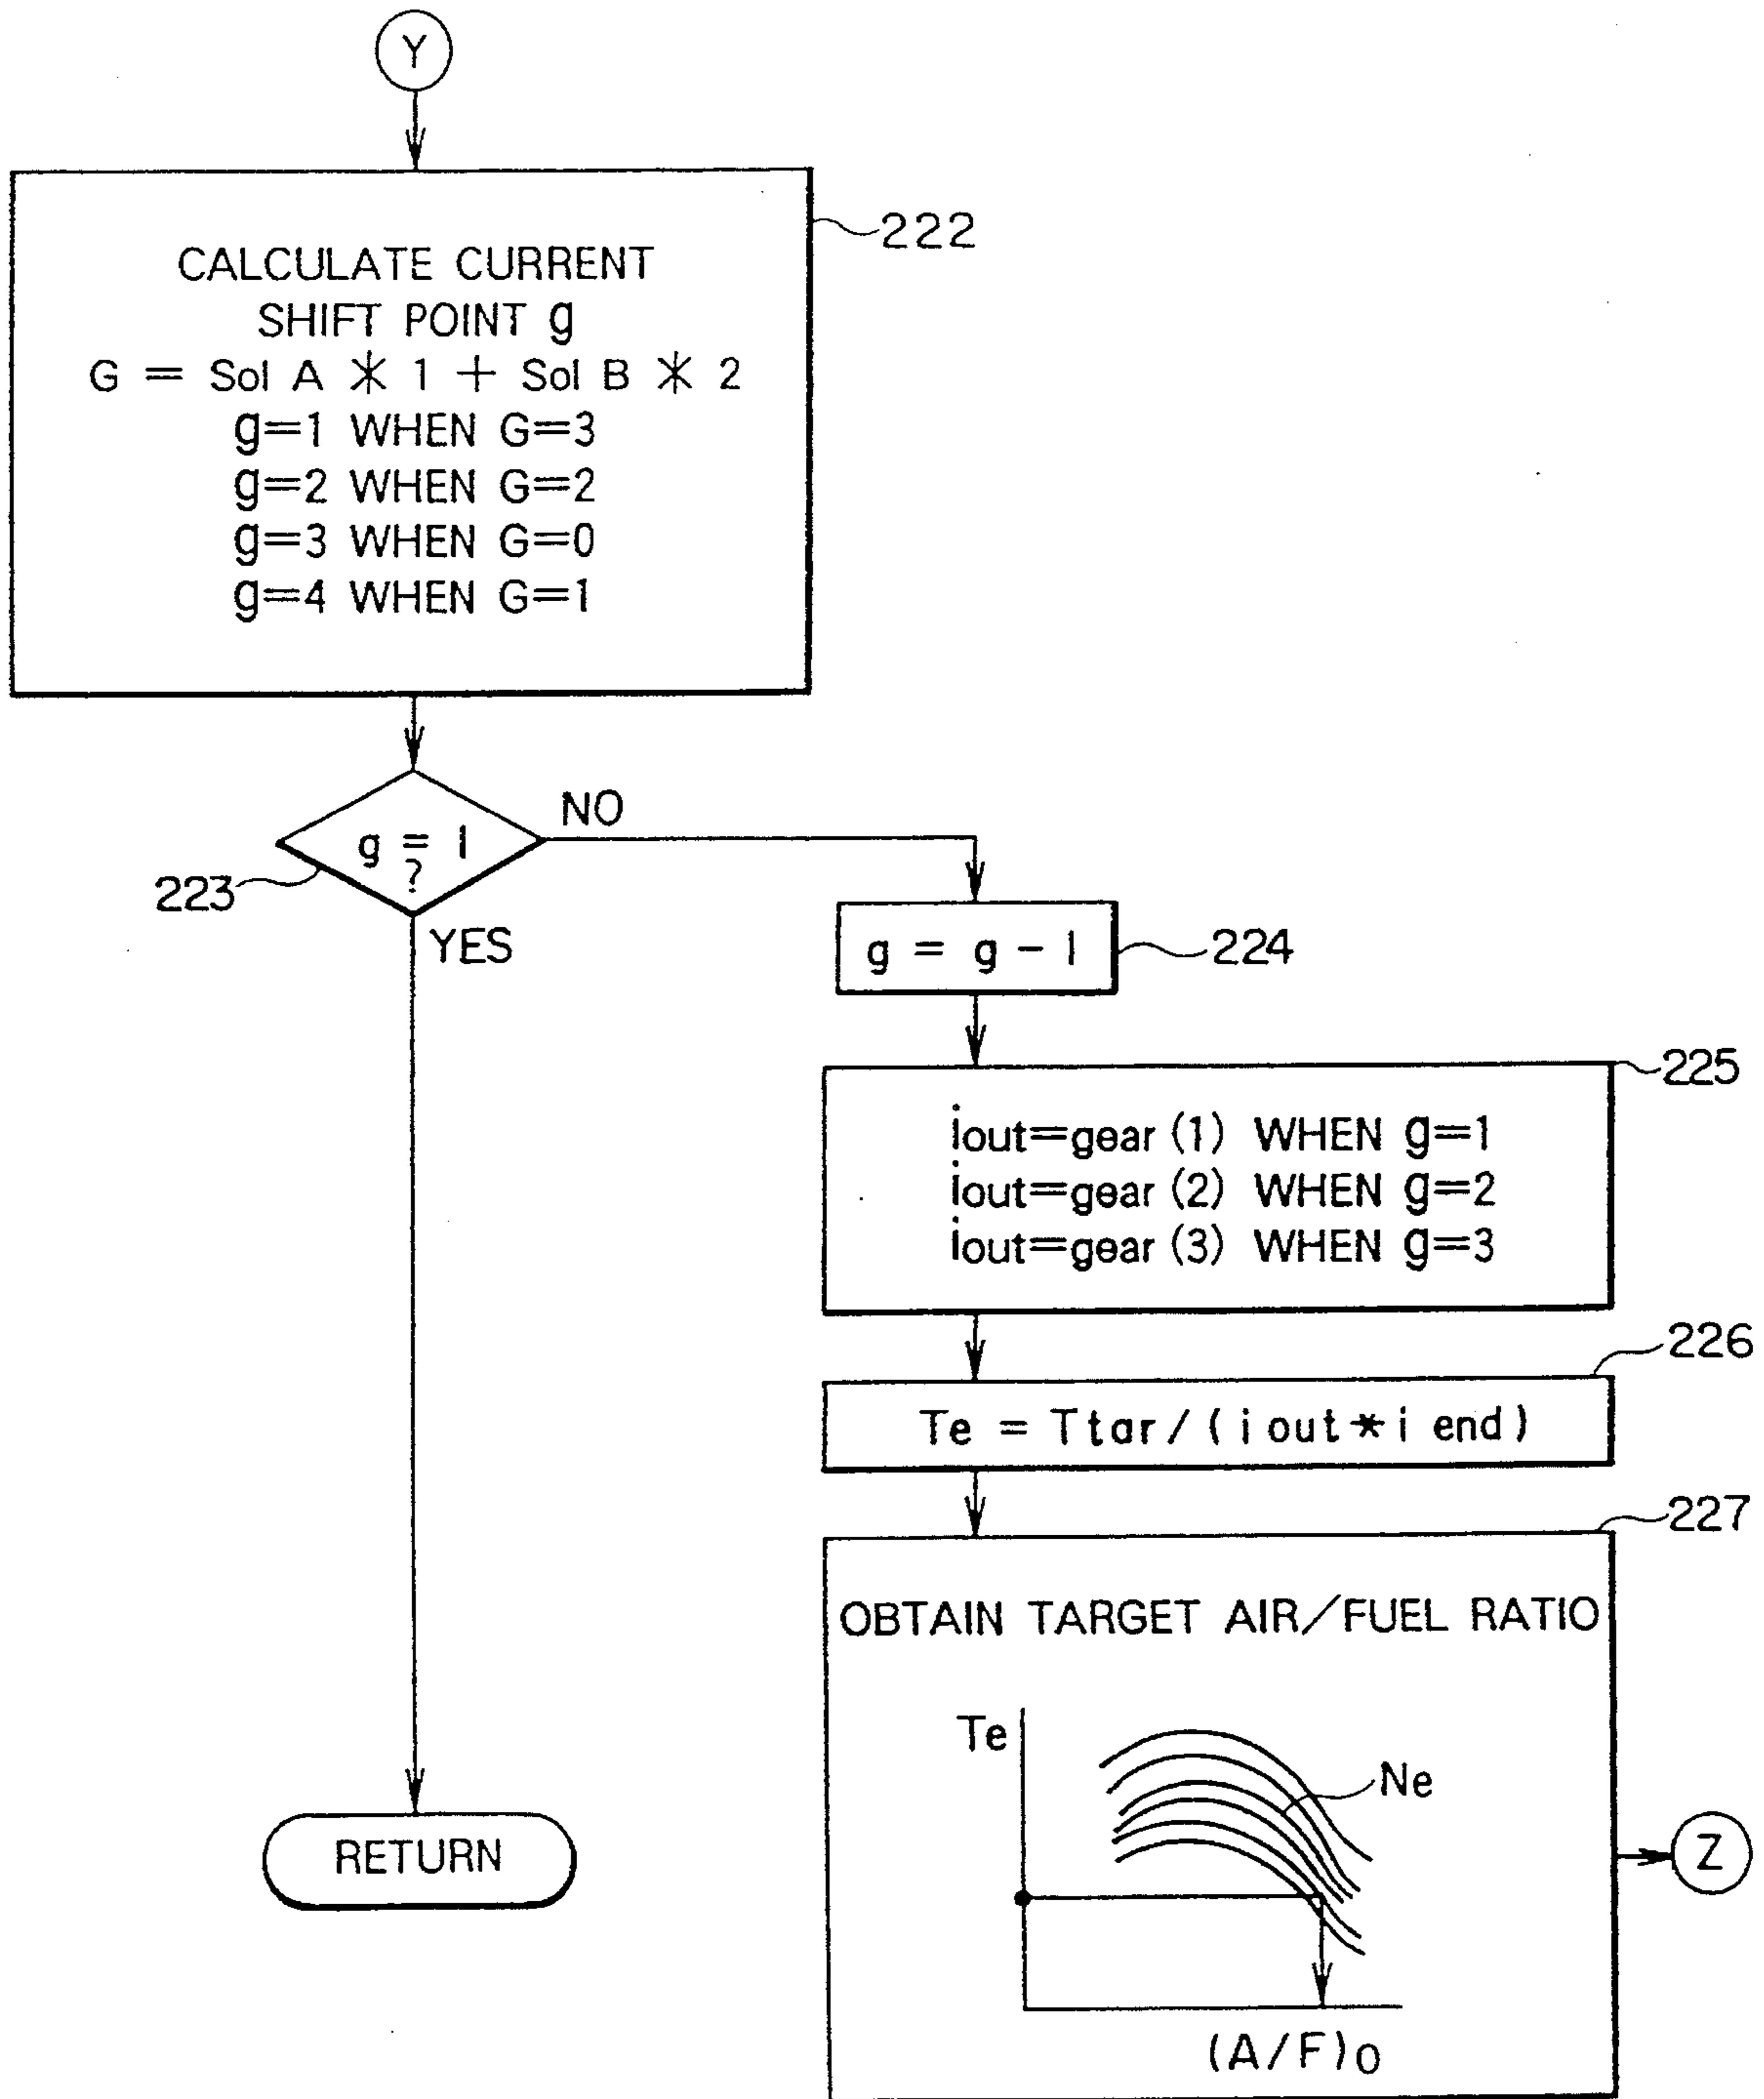 Y
222
CALCULATE CURRENT
SHIFT POINT g
G = Sol A * 1 + Sol B * 2
g=1 WHEN G=3
g=2 WHEN G=2
g=3 WHEN G=0
g=4 WHEN G=1
g = 1
?
NO
223
YES
g = g - 1
224
225
iout=gear (1) WHEN g=1
iout=gear (2) WHEN g=2
iout=gear (3) WHEN g=3
226
Te = Ttar / ( i out * i end )
227
OBTAIN TARGET AIR/FUEL RATIO
Te
Ne
Z
RETURN
(A/F)0